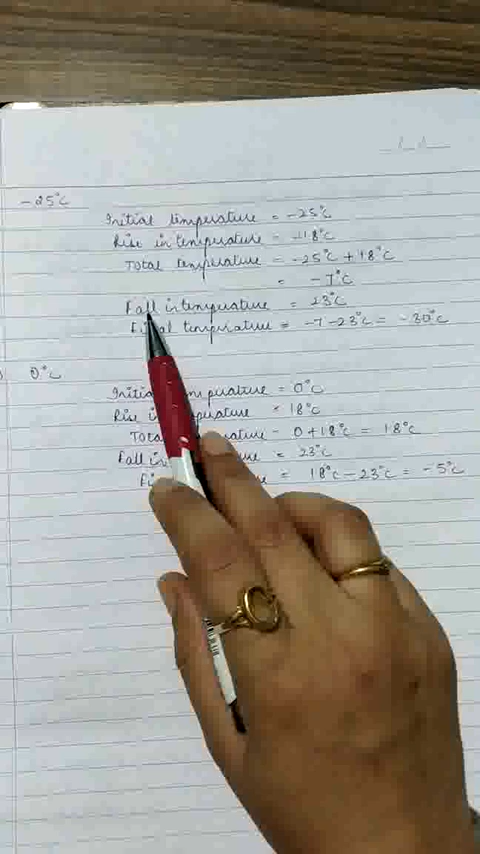 -25°C
Initial temperature = -25°C
Rise in temperature = +18°C
Total temperature = -25°C + 18°C
= -7°C
Fall in temperature = 23°C
temperature = -7-23°C = -30°C
0°C
Initial temperature = 0°C
Rise in = 18°C
Total = 0+18°C = 18°C
Fall in = 23°C
= 18°C - 23°C = -5°C